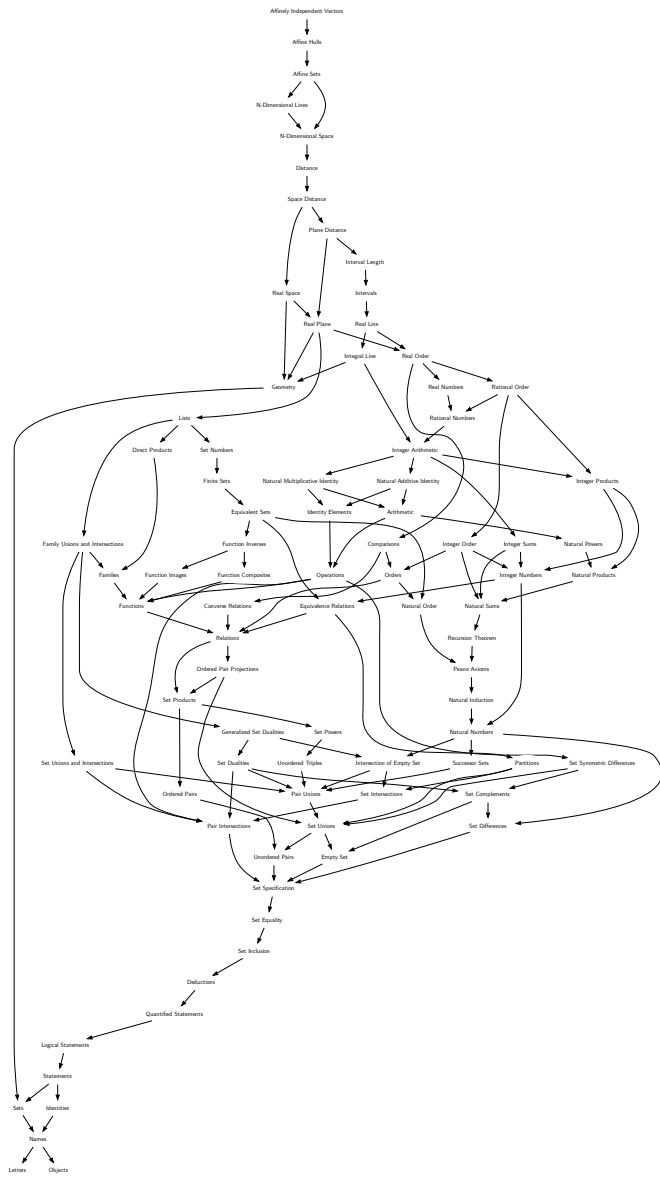 Affinely Independent Vectors
Affine Hulls
Affine Sets
N-Dimensional Lines
N-Dimensional Space
Distance
Space Distance
Plane Distance
Interval Length
Real Space
Intervals
Real Plane
Real Line
Integral Line
Real Order
Geometry
Real Numbers
Rational Order
Lists
Rational Numbers
Direct Products
Set Numbers
Integer Arithmetic
Finite Sets
Natural Multiplicative Identity
Natural Additive Identity
Integer Products
Equivalent Sets
Identity Elements
Arithmetic
Family Unions and Intersections
Function Inverses
Comparisons
Integer Order
Integer Sums
Natural Powers
Families
Function Images
Function Composites
Operations
Orders
Integer Numbers
Natural Products
Functions
Converse Relations
Equivalence Relations
Natural Order
Natural Sums
Relations
Recursion Theorem
Ordered Pair Projections
Peano Axioms
Set Products
Natural Induction
Generalized Set Dualities
Set Powers
Natural Numbers
Set Unions and Intersections
Set Dualities
Unordered Triples
Intersection of Empty Set
Successor Sets
Partitions
Set Symmetric Differences
Ordered Pairs
Pair Unions
Set Intersections
Set Complements
Pair Intersections
Set Unions
Set Differences
Unordered Pairs
Empty Set
Set Specification
Set Equality
Set Inclusion
Deductions
Quantified Statements
Logical Statements
Statements
Sets
Identities
Names
Letters
Objects